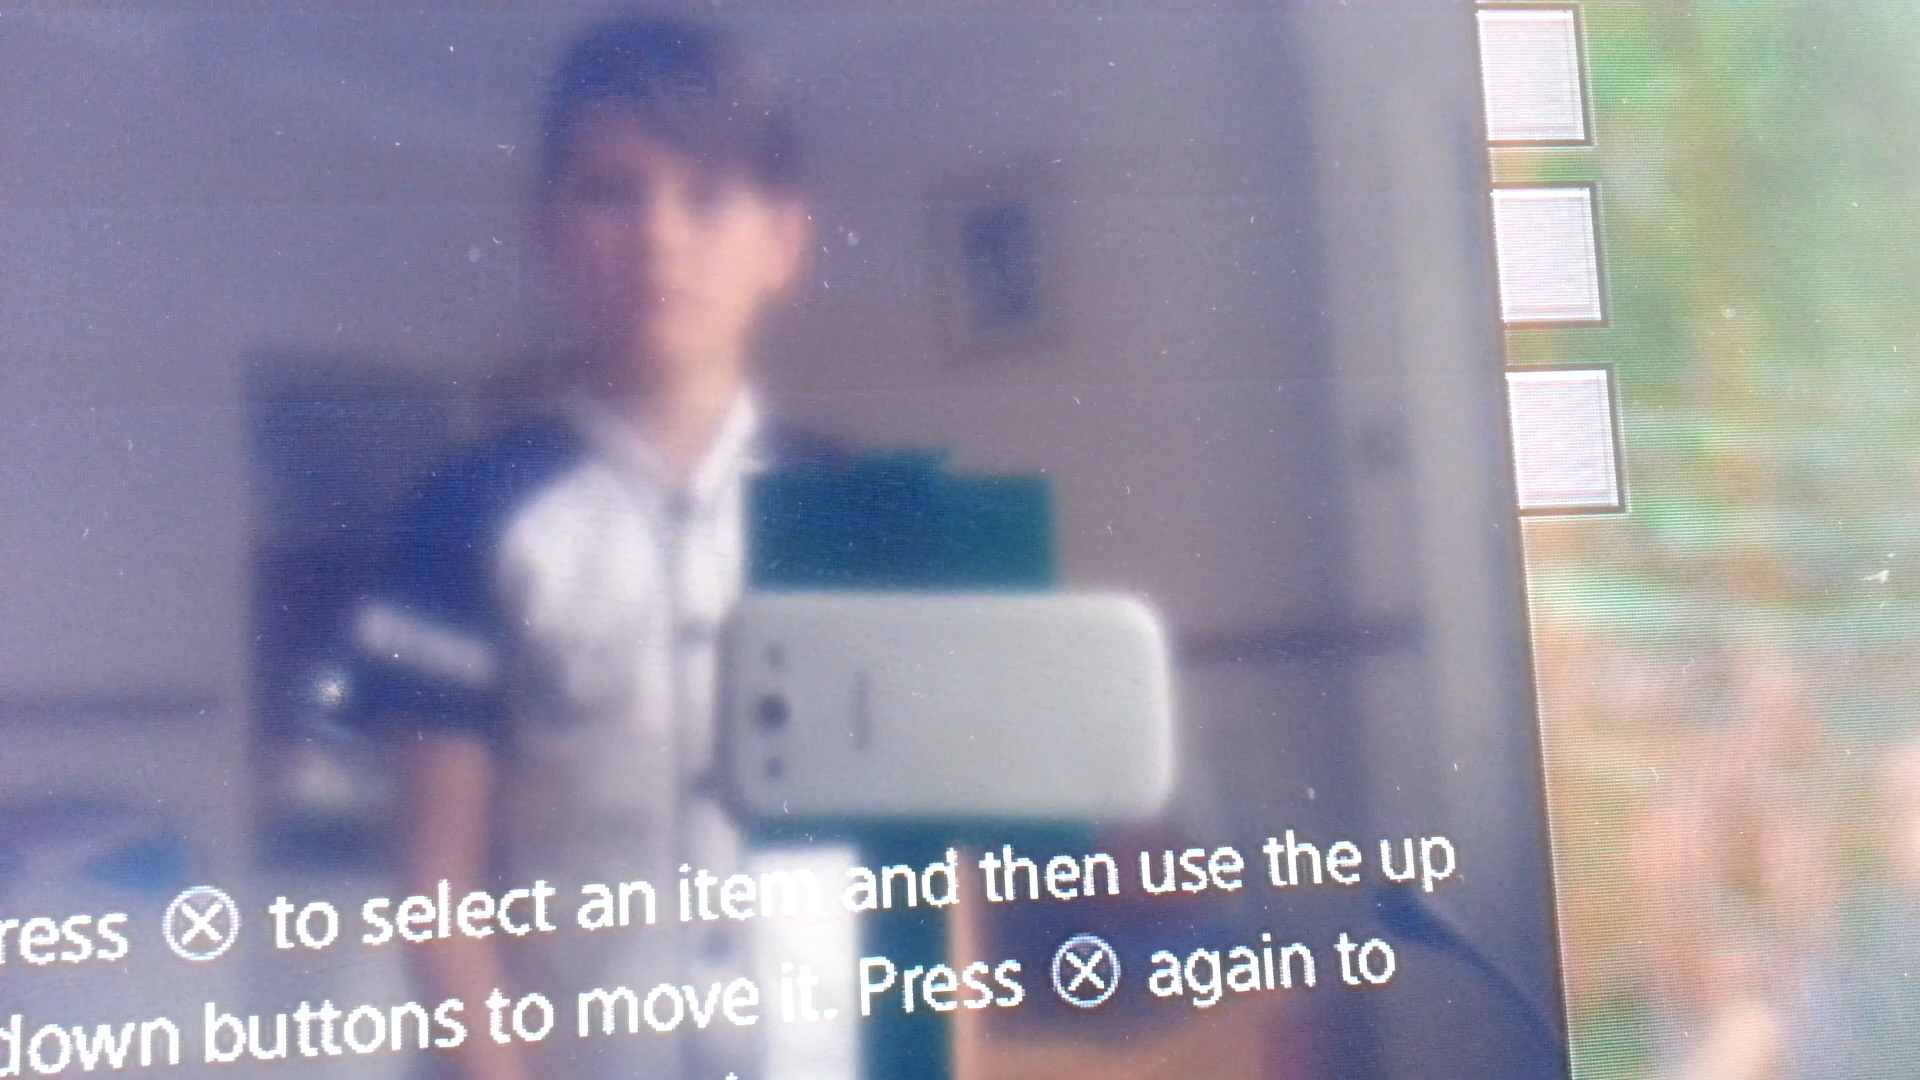 ress ⊗ to select an item and then use the up
down buttons to move it. Press ⊗ again to